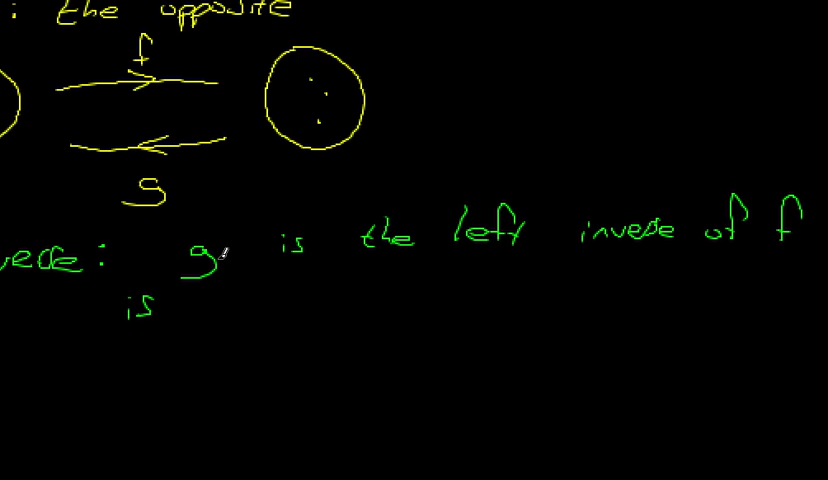 : the opposite
f
g
verse: g is the left inverse of f
is